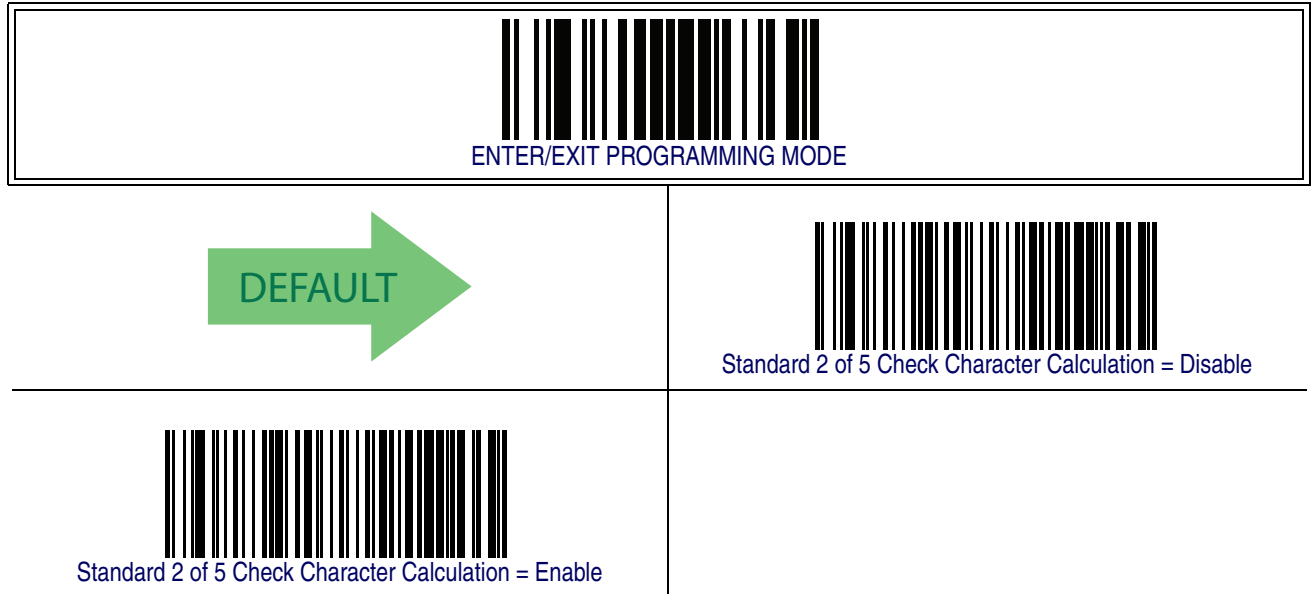 ENTER/EXIT PROGRAMMING MODE
DEFAULT
Standard 2 of 5 Check Character Calculation = Disable
Standard 2 of 5 Check Character Calculation = Enable